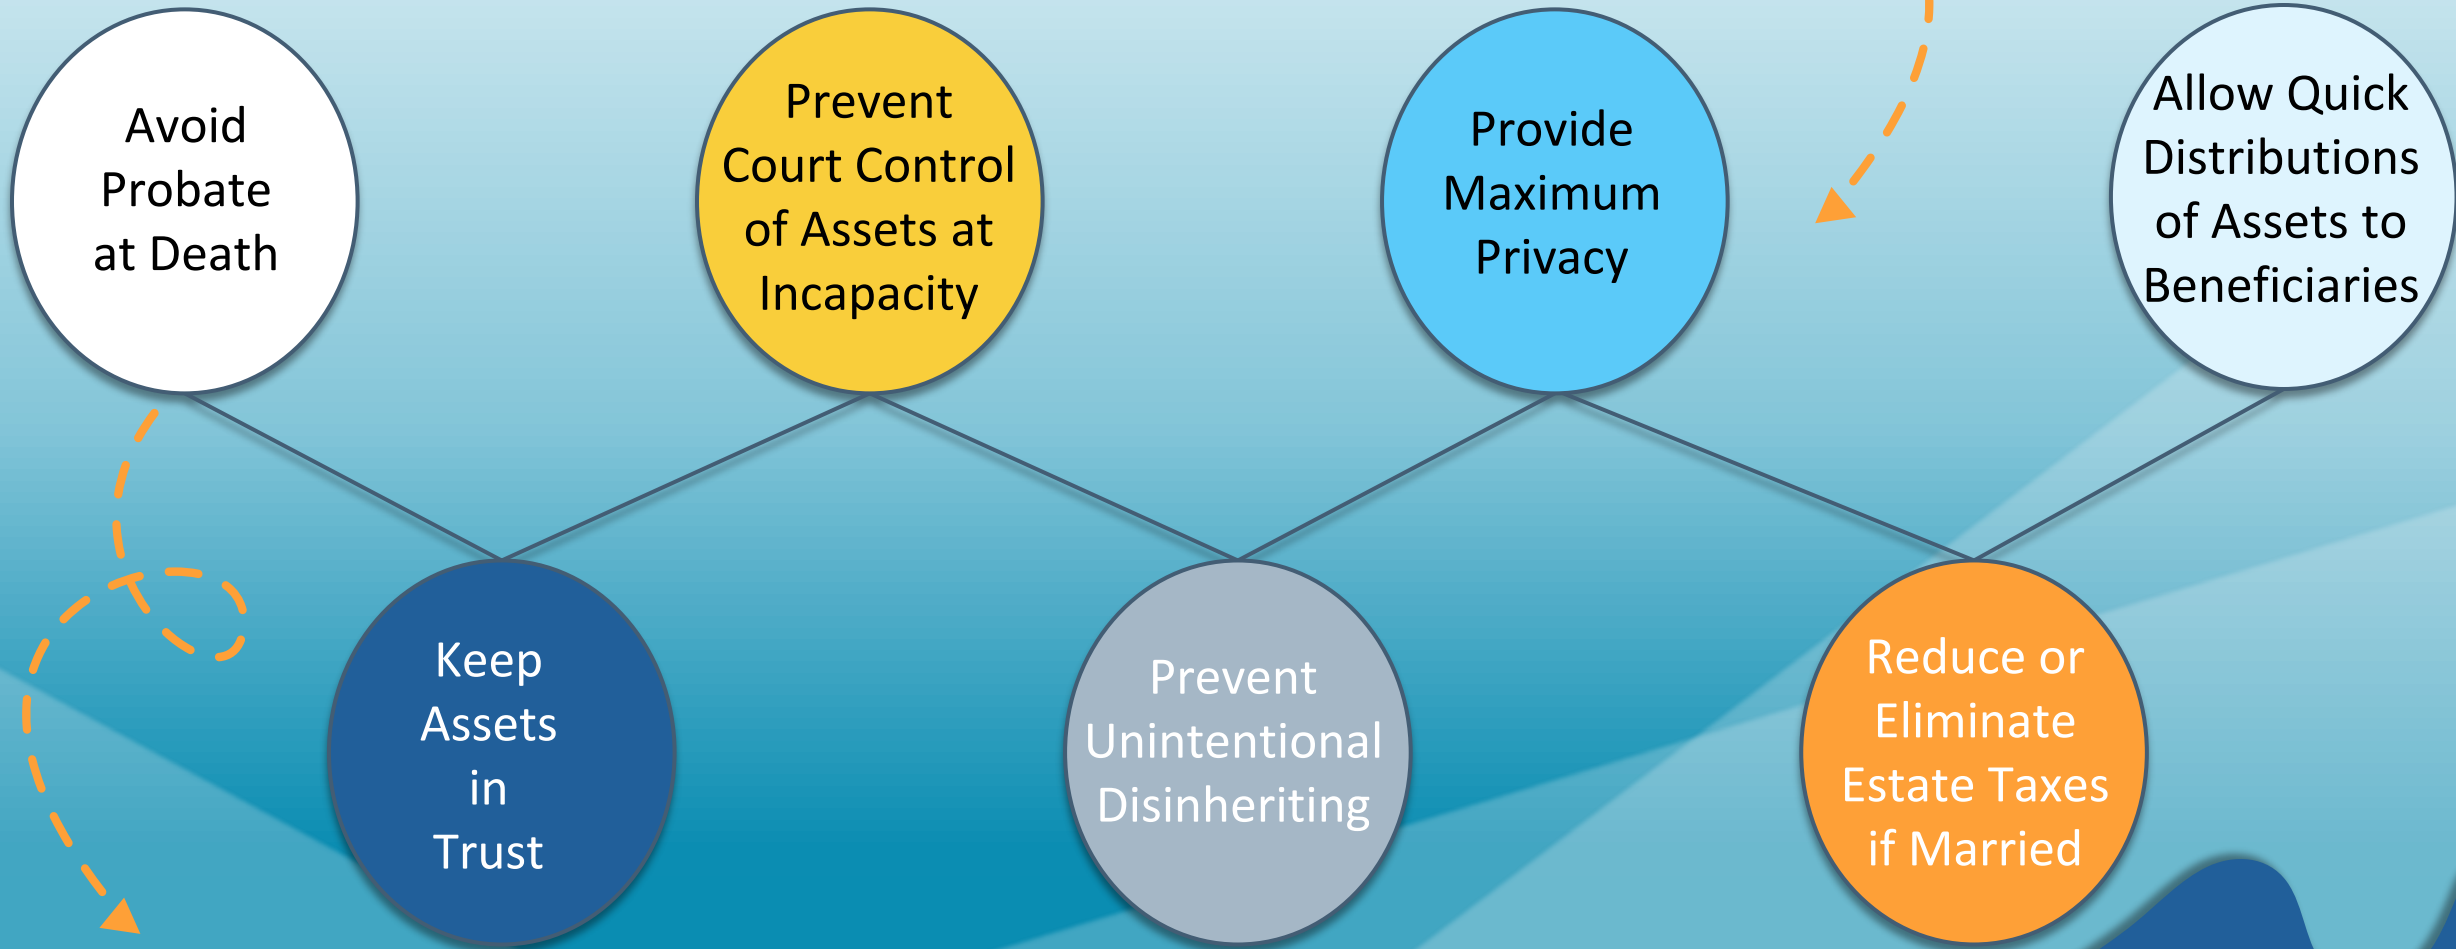 Avoid
Probate
at Death
Prevent
Court Control
of Assets at
Incapacity
Provide
Maximum
Privacy
Allow Quick
Distributions
of Assets to
Beneficiaries
Keep
Assets
in
Trust
Prevent
Unintentional
Disinheriting
Reduce or
Eliminate
Estate Taxes
if Married